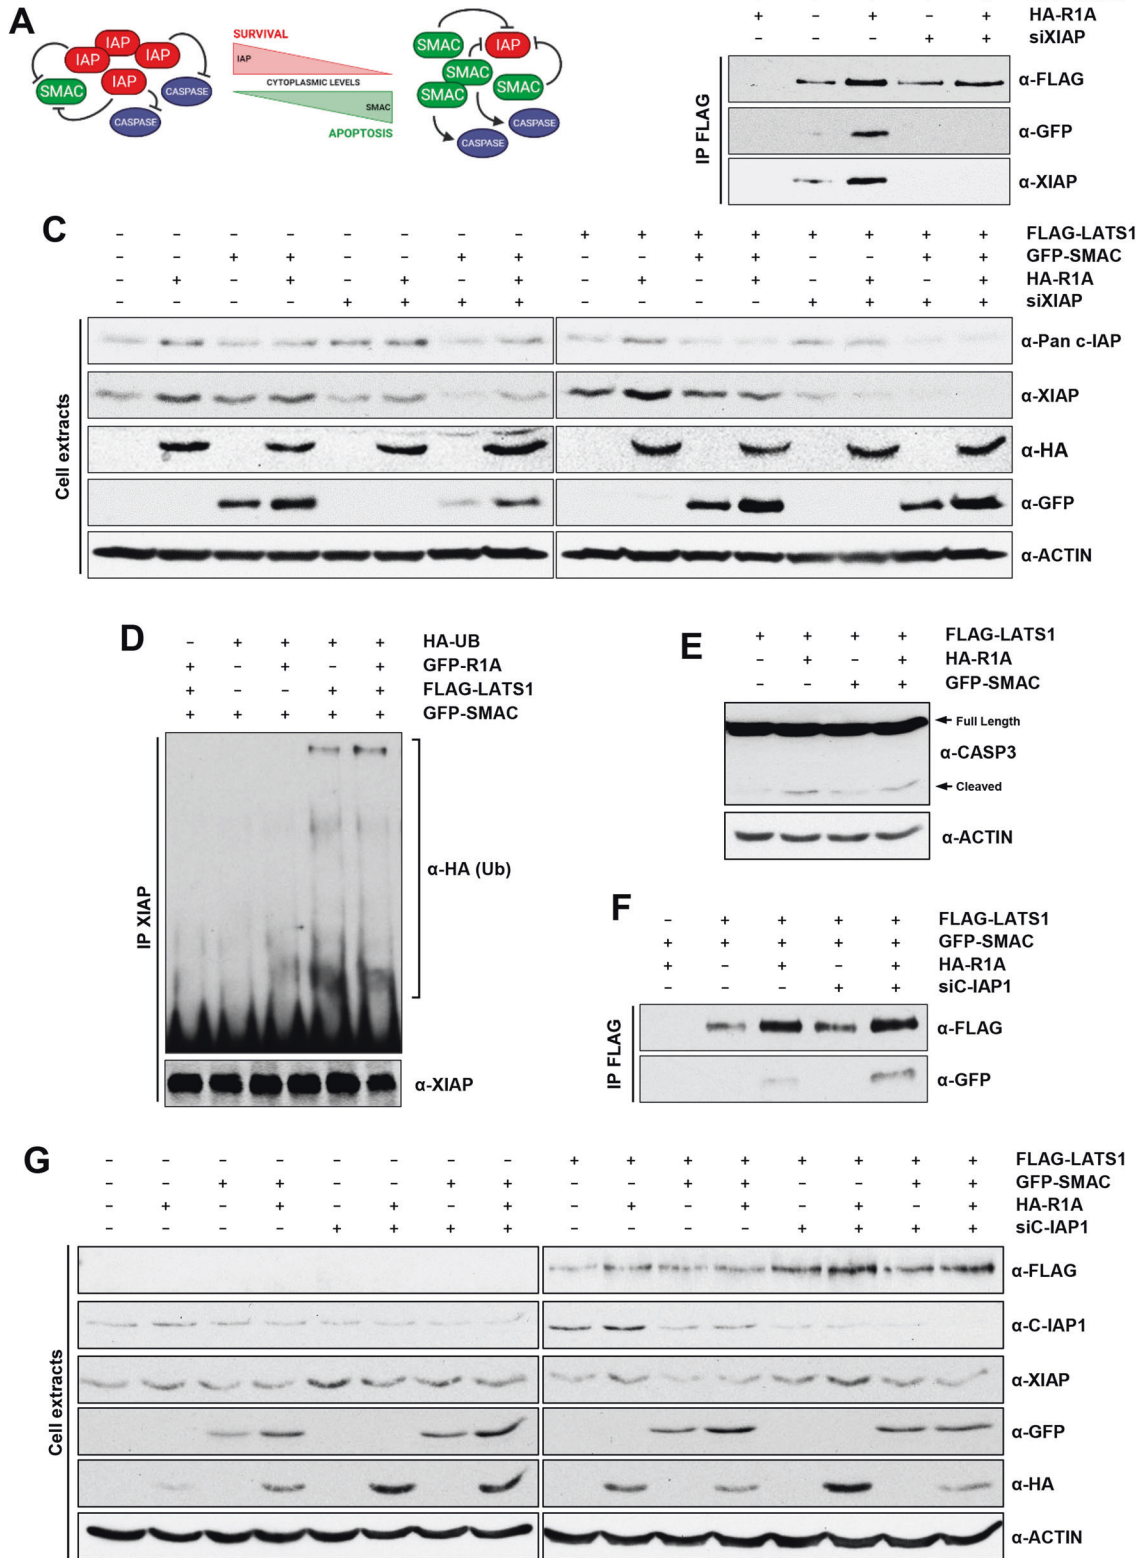 A
IAP
IAP IAP
IAP
SMAC
CASPASE
CASPASE
SURVIVAL
IAP
CYTOPLASMIC LEVELS
SMAC
APOPTOSIS
SMAC IAP
SMAC
SMAC SMAC
CASPASE
CASPASE
+ – + – + HA-R1A
– – – + + siXIAP
IP FLAG
α-FLAG
α-GFP
α-XIAP
C
– – – – – – – – + + + + + + + + FLAG-LATS1
– – + + – – + + – – + + – – + + GFP-SMAC
– + – + – + – + – + – + – + – + HA-R1A
– – – – + + + + – – – – + + + + siXIAP
Cell extracts
α-Pan c-IAP
α-XIAP
α-HA
α-GFP
α-ACTIN
D
– + + + + HA-UB
+ – + – + GFP-R1A
+ – – + + FLAG-LATS1
+ + + + + GFP-SMAC
IP XIAP
α-HA (Ub)
α-XIAP
E
+ + + + FLAG-LATS1
– + – + HA-R1A
– – + + GFP-SMAC
Full Length
α-CASP3
Cleaved
α-ACTIN
F
– + + + + FLAG-LATS1
+ + + + + GFP-SMAC
+ – + – + HA-R1A
– – – + + siC-IAP1
IP FLAG
α-FLAG
α-GFP
G
– – – – – – – – + + + + + + + + FLAG-LATS1
– – + + – – + + – – + + – – + + GFP-SMAC
– + – + – + – + – + – + – + – + HA-R1A
– – – – + + + + – – – – + + + + siC-IAP1
Cell extracts
α-FLAG
α-C-IAP1
α-XIAP
α-GFP
α-HA
α-ACTIN